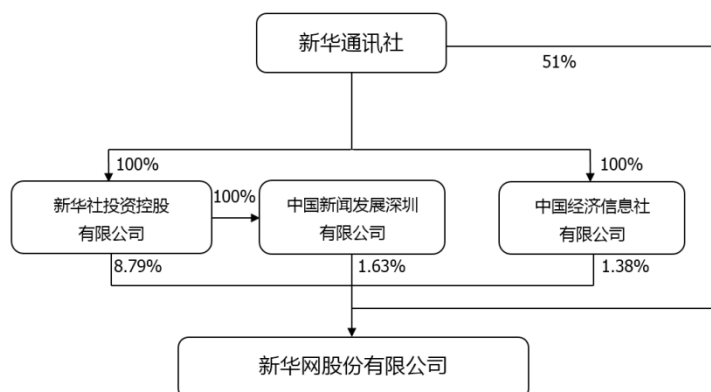 新华通讯社
51%
100%
100%
新华社投资控股
有限公司
100%
中国新闻发展深圳
有限公司
中国经济信息社
有限公司
8.79%
1.63%
1.38%
新华网股份有限公司